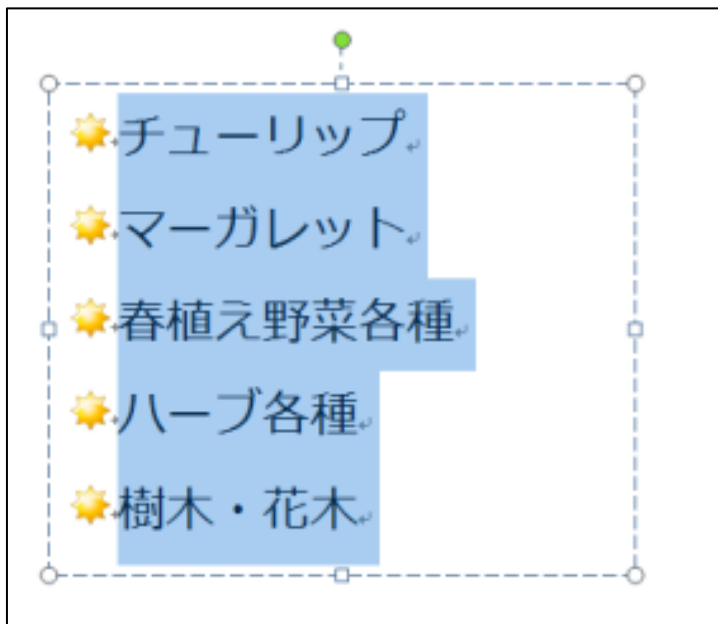 チューリップ
マーガレット
春植え野菜各種
ハーブ各種
樹木・花木